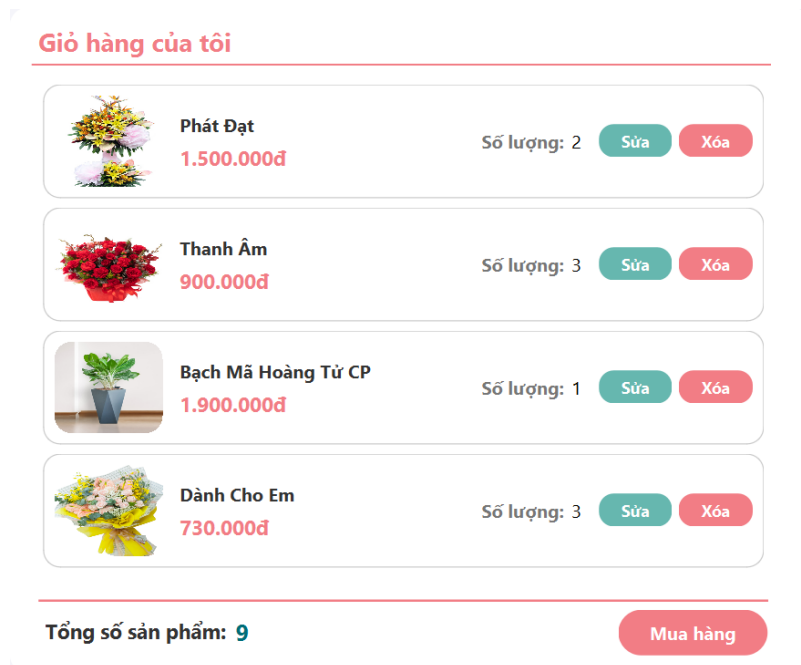 Giỏ hàng của tôi
Phát Đạt
1.500.000đ
Số lượng: 2
Sửa
Xóa
Thanh Âm
900.000đ
Số lượng: 3
Sửa
Xóa
Bạch Mã Hoàng Tử CP
1.900.000đ
Số lượng: 1
Sửa
Xóa
Dành Cho Em
730.000đ
Số lượng: 3
Sửa
Xóa
Tổng số sản phẩm: 9
Mua hàng